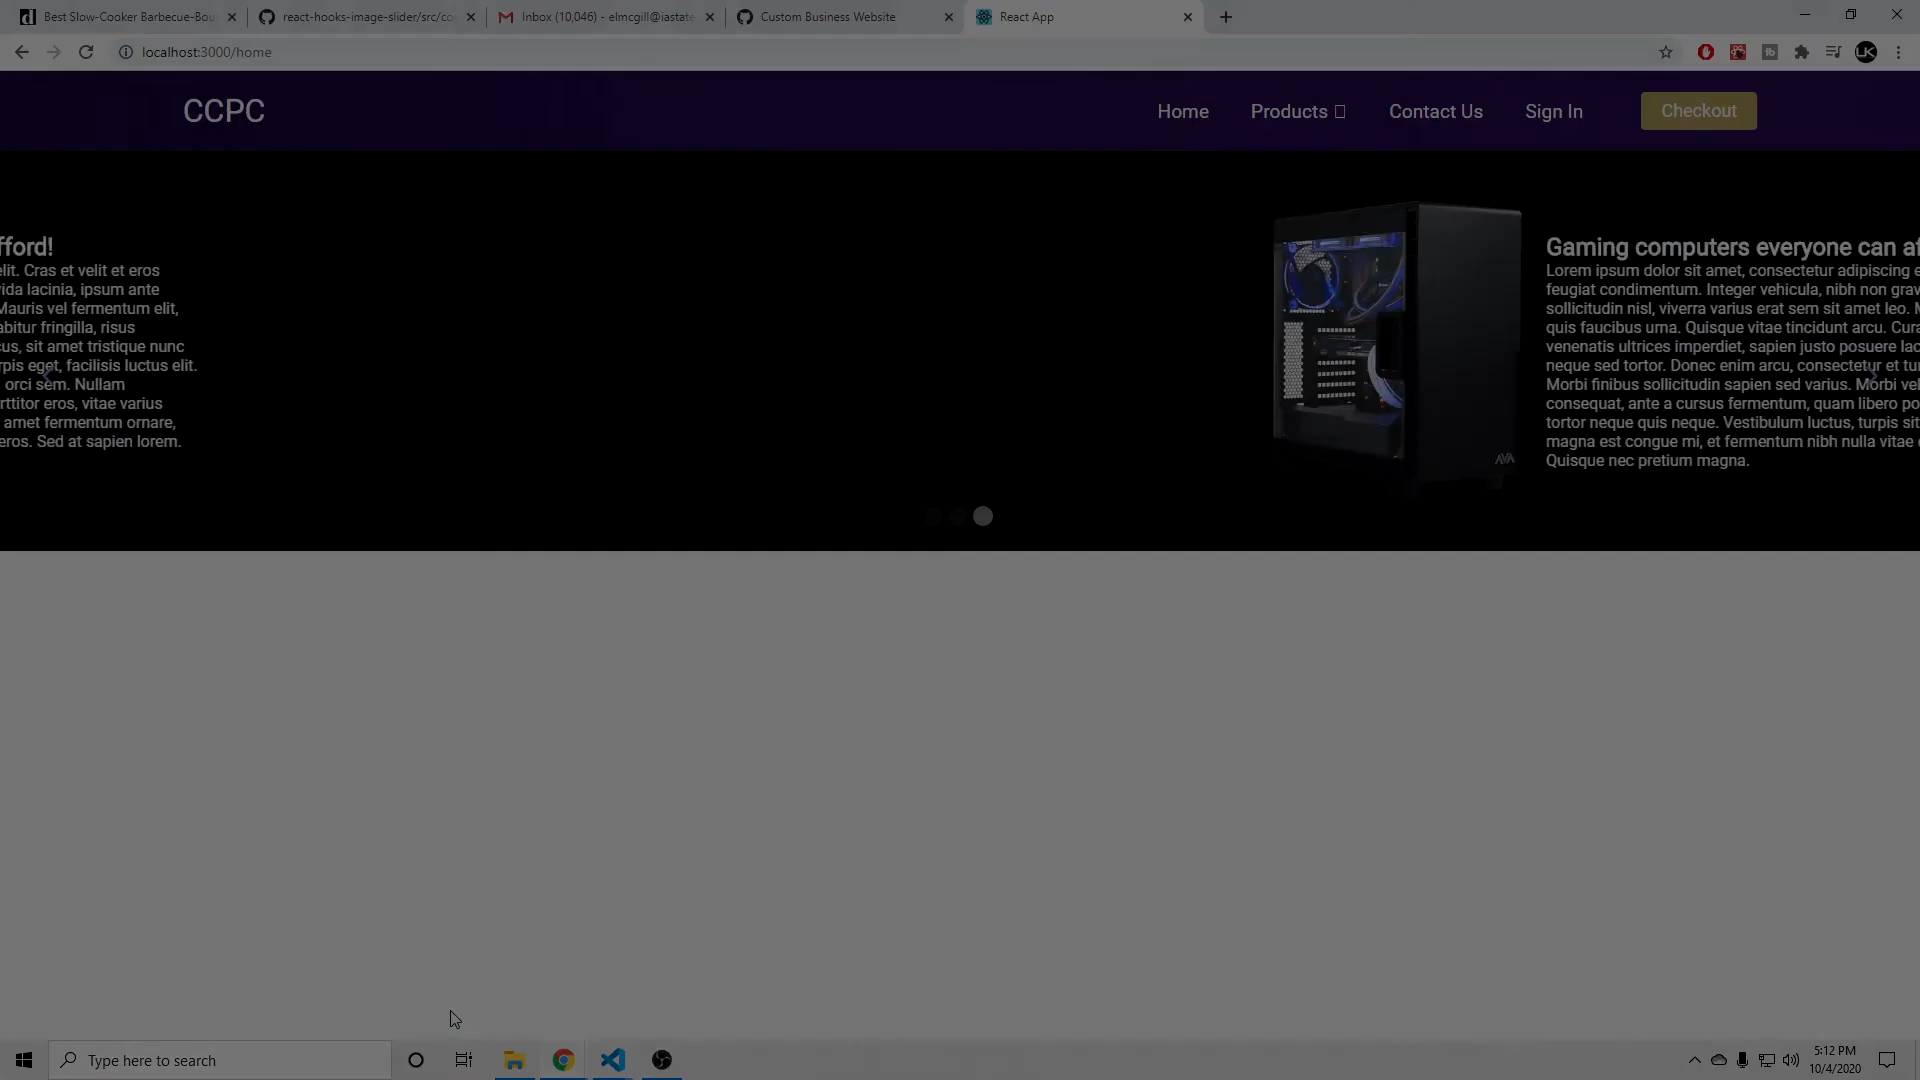 Best Slow-Cooker Barbecue-Bou
react-hooks-image-slider/src/co
Inbox (10,046) - elmcgill@iastate
Custom Business Website
React App
localhost:3000/home
CCPC
Home
Products
Contact Us
Sign In
Checkout
fford!
elit. Cras et velit et eros
vida lacinia, ipsum ante
Mauris vel fermentum elit,
abitur fringilla, risus
cus, sit amet tristique nunc
rpis eget, facilisis luctus elit.
orci sem. Nullam
rttitor eros, vitae varius
amet fermentum ornare,
eros. Sed at sapien lorem.
Gaming computers everyone can af
Lorem ipsum dolor sit amet, consectetur adipiscing e
feugiat condimentum. Integer vehicula, nibh non grav
sollicitudin nisl, viverra varius erat sem sit amet leo. M
quis faucibus urna. Quisque vitae tincidunt arcu. Cura
venenatis ultrices imperdiet, sapien justo posuere lac
neque sed tortor. Donec enim arcu, consectetur et tur
Morbi finibus sollicitudin sapien sed varius. Morbi vel
consequat, ante a cursus fermentum, quam libero po
tortor neque quis neque. Vestibulum luctus, turpis sit
magna est congue mi, et fermentum nibh nulla vitae
Quisque nec pretium magna.
AVA
Type here to search
5:12 PM
10/4/2020